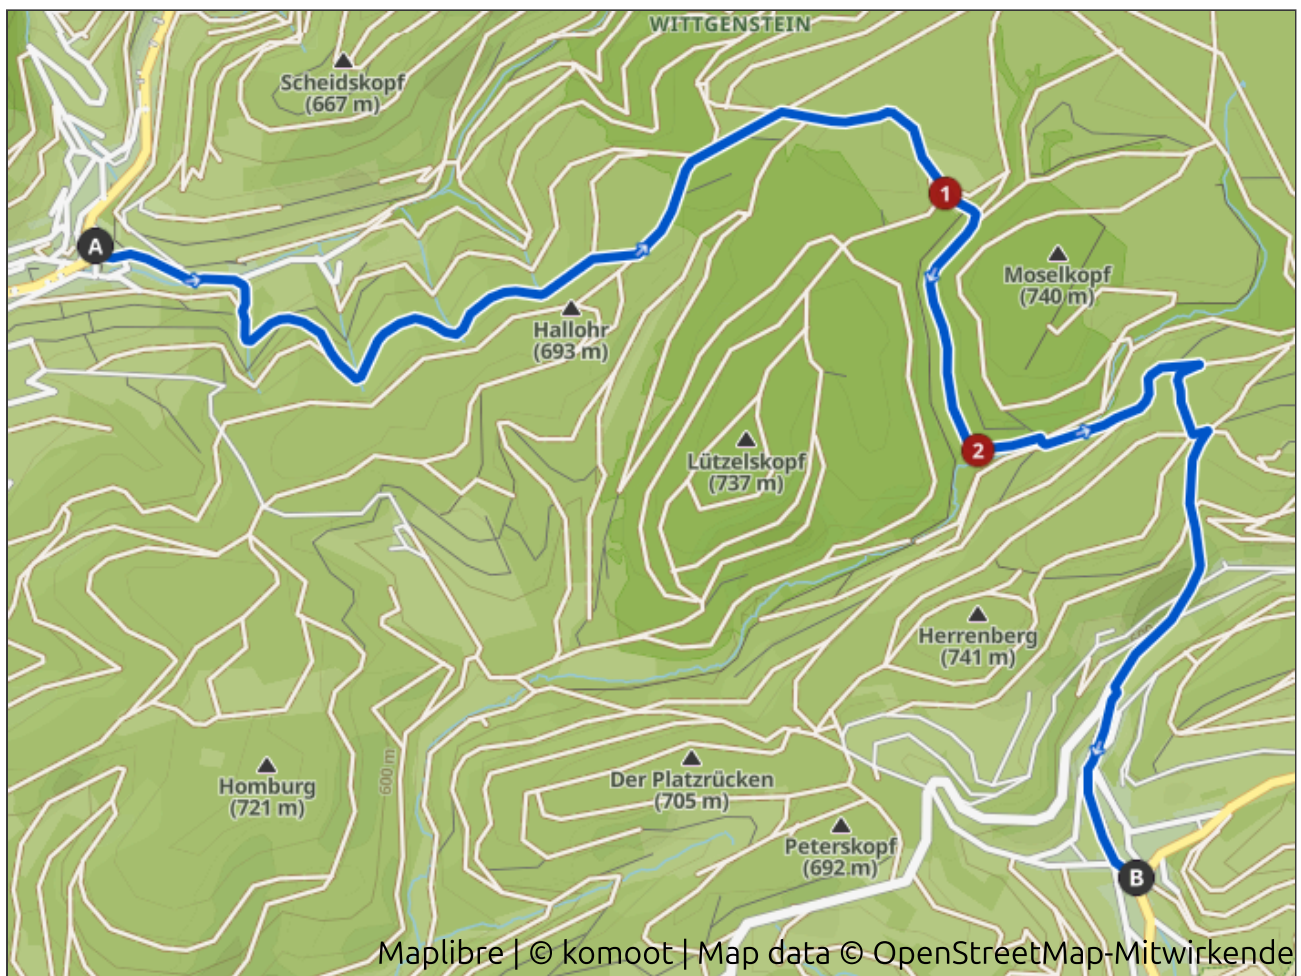 WITTGENSTEIN
Scheidskopf
(667 m)
1
A
Moselkopf
(740 m)
Hallohr
(693 m)
2
Lützelskopf
(737 m)
Herrenberg
(741 m)
600 m
Homburg
(721 m)
Der Platzrücken
(705 m)
Peterskopf
(692 m)
B
Maplibre | © komoot | Map data © OpenStreetMap-Mitwirkende